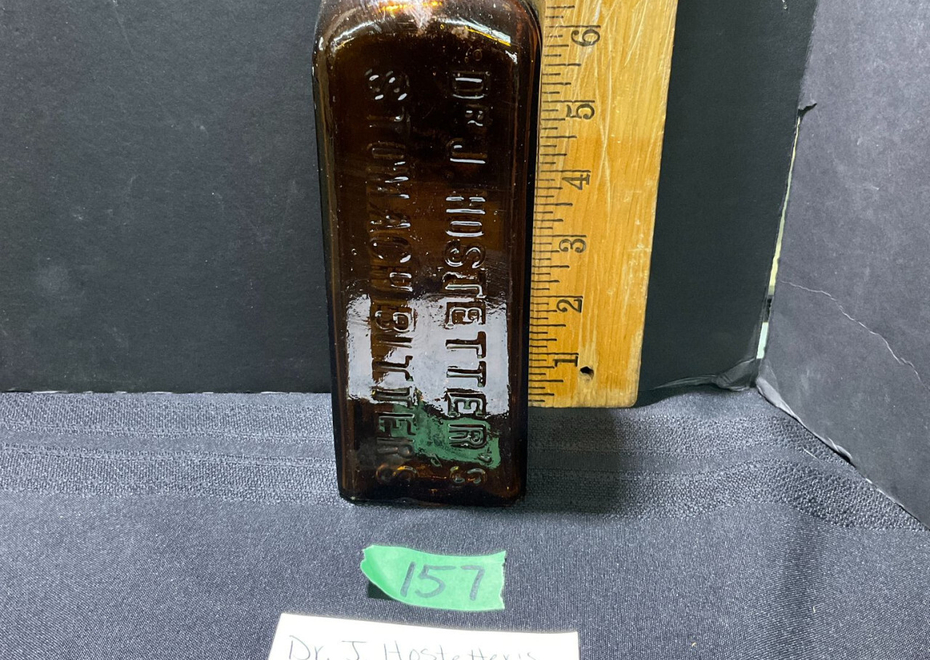 DR J. HOSTETTER'S
STOMACH BITTERS
6
5
4
3
2
1
157
Dr. J Hostetter's